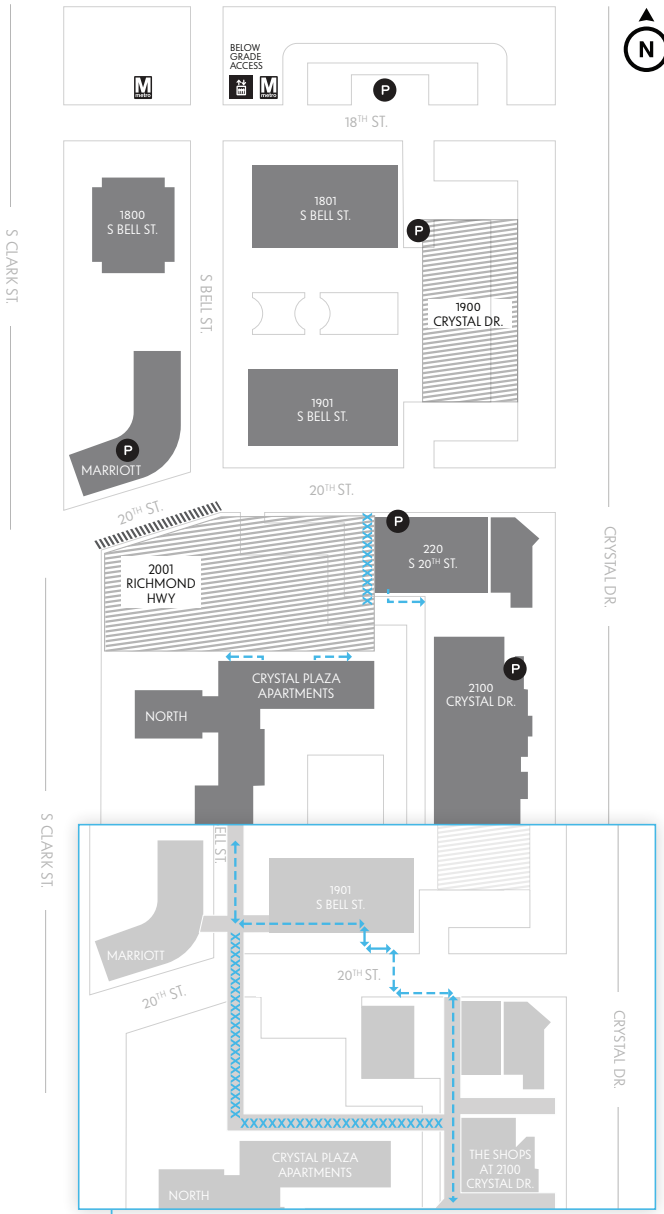 N
BELOW
GRADE
ACCESS
M
metro
M
metro
P
18TH ST.
1800
S BELL ST.
1801
S BELL ST.
P
S CLARK ST.
S BELL ST.
1900
CRYSTAL DR.
1901
S BELL ST.
P
MARRIOTT
20TH ST.
20TH ST.
P
220
S 20TH ST.
2001
RICHMOND
HWY
CRYSTAL DR.
P
CRYSTAL PLAZA
APARTMENTS
2100
CRYSTAL DR.
NORTH
S CLARK ST.
ELL ST.
1901
S BELL ST.
MARRIOTT
20TH ST.
20TH ST.
CRYSTAL DR.
CRYSTAL PLAZA
APARTMENTS
THE SHOPS
AT 2100
CRYSTAL DR.
NORTH